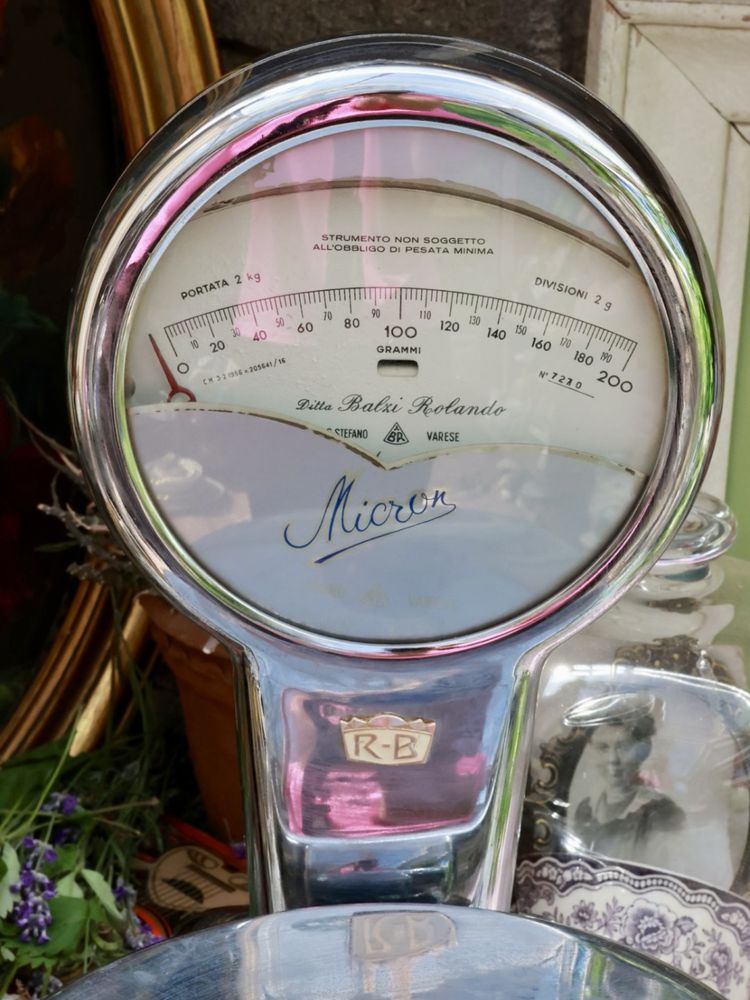 STRUMENTO NON SOGGETTO
ALL'OBBLIGO DI PESATA MINIMA
PORTATA 2 kg
DIVISIONI 2 g
0 10 20 30 40 50 60 70 80 90 100 110 120 130 140 150 160 170 180 190 200
GRAMMI
Nº 7210
Ditta Balzi Rolando
STEFANO BR VARESE
Micron
R-B